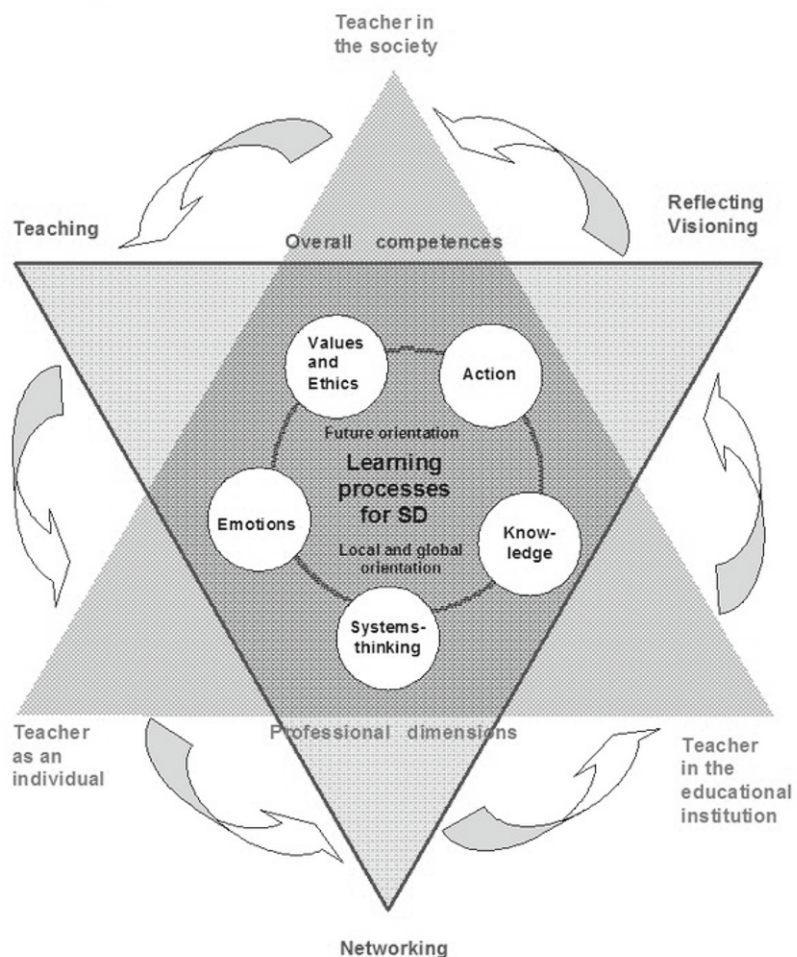 Teacher in
the society
Teaching
Reflecting
Visioning
Overall competences
Values
and
Ethics
Action
Future orientation
Learning
processes
for SD
Emotions
Know-
ledge
Local and global
orientation
Systems-
thinking
Teacher
as an
individual
Professional dimensions
Teacher
in the
educational
institution
Networking